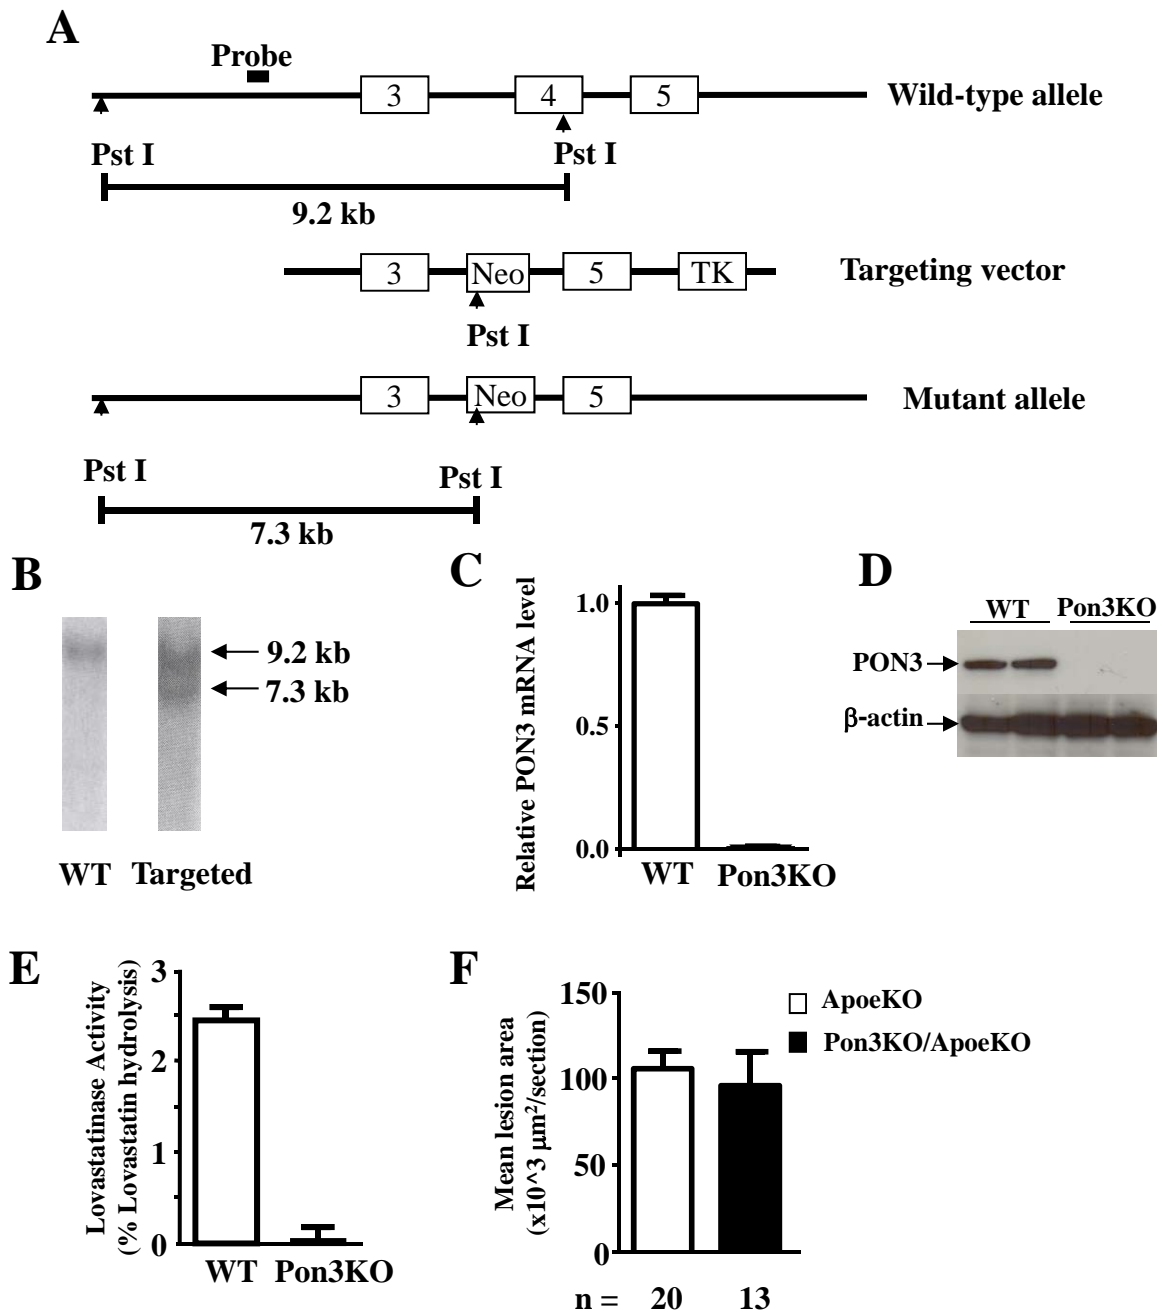 A
Probe
3 4 5 Wild-type allele
Pst I Pst I
9.2 kb
3 Neo 5 TK Targeting vector
Pst I
3 Neo 5 Mutant allele
Pst I Pst I
7.3 kb
B
9.2 kb
7.3 kb
WT Targeted
C
Relative PON3 mRNA level
1.0
0.5
0.0
WT Pon3KO
D
WT Pon3KO
PON3
β-actin
E
Lovastatinase Activity
(% Lovastatin hydrolysis)
3
2
1
0
WT Pon3KO
F
Mean lesion area
(x10^3 μm²/section)
150
100
50
0
ApoeKO
Pon3KO/ApoeKO
n = 20 13